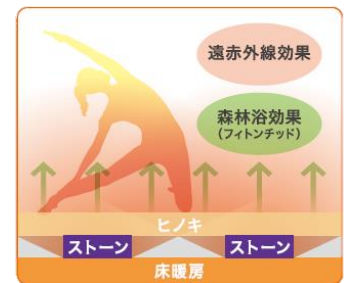 遠赤外線効果
森林浴効果
(フィトンチッド)
ヒノキ
ストーン ストーン
床暖房